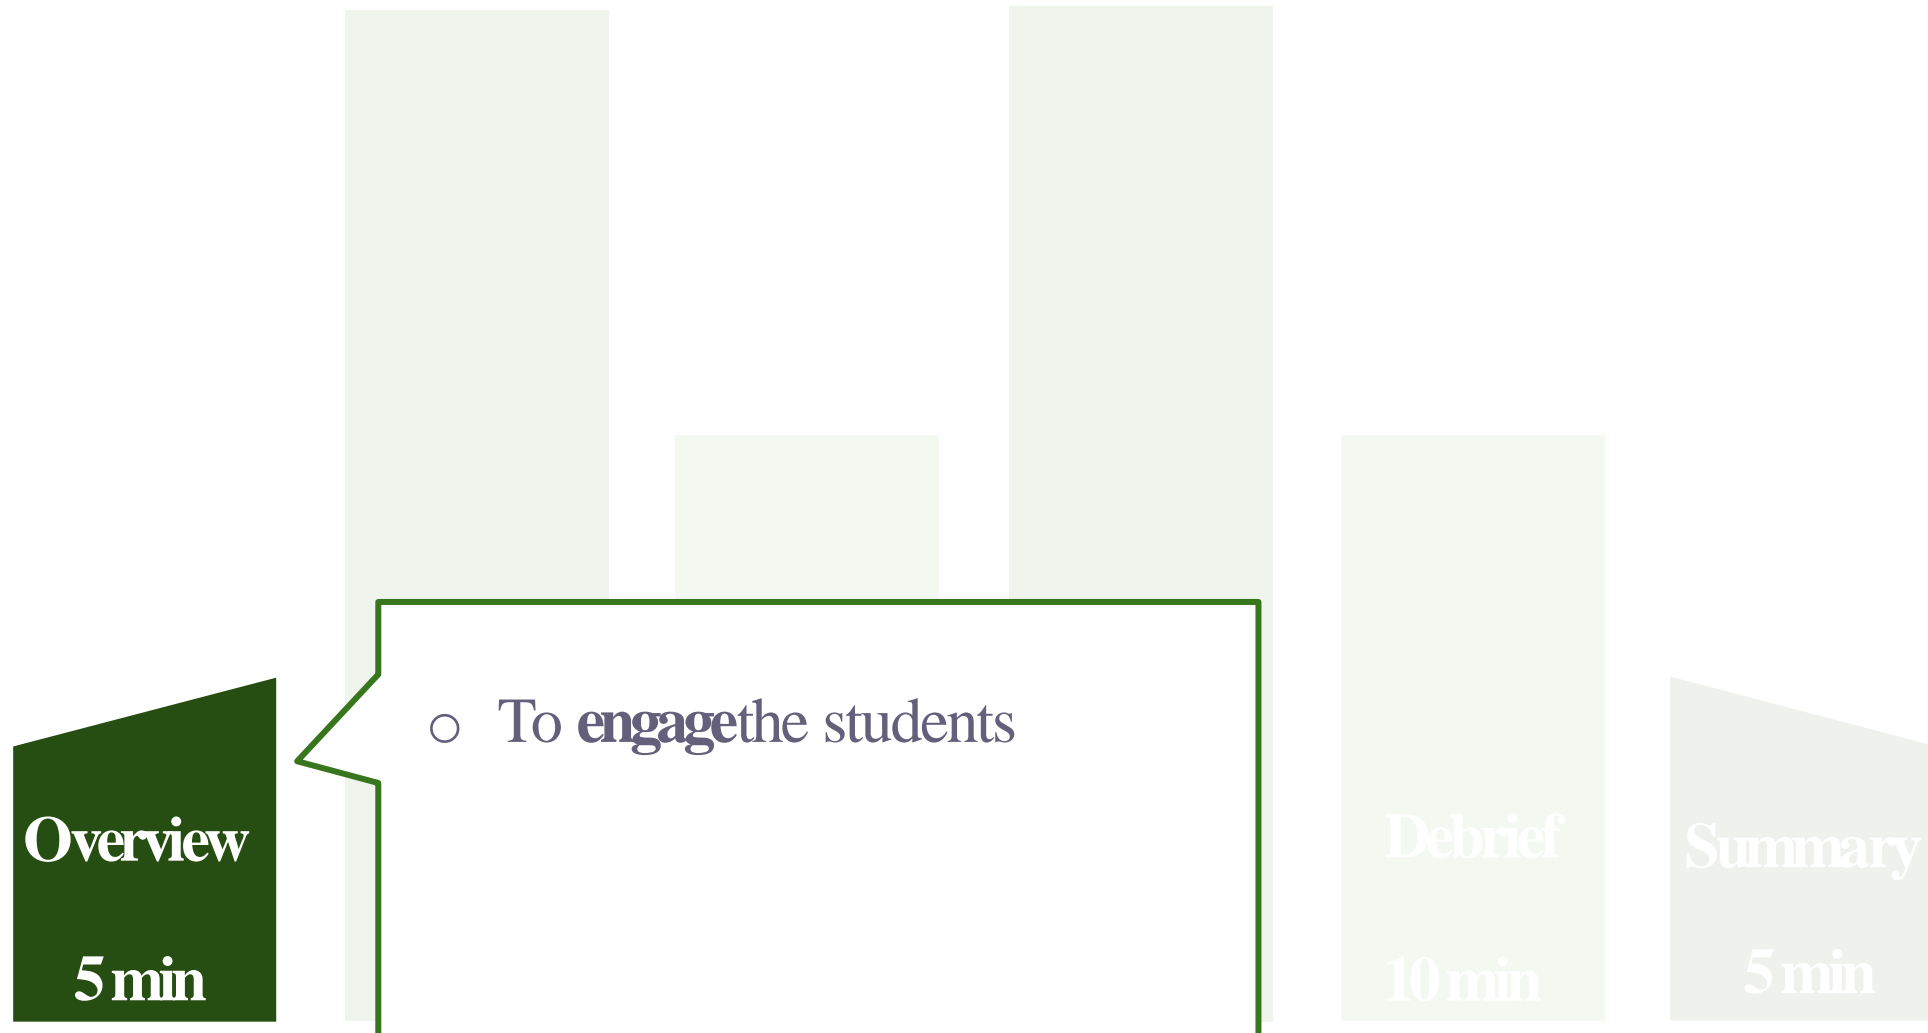 To engage the students
Overview
5 min
Debrief
10 min
Summary
5 min